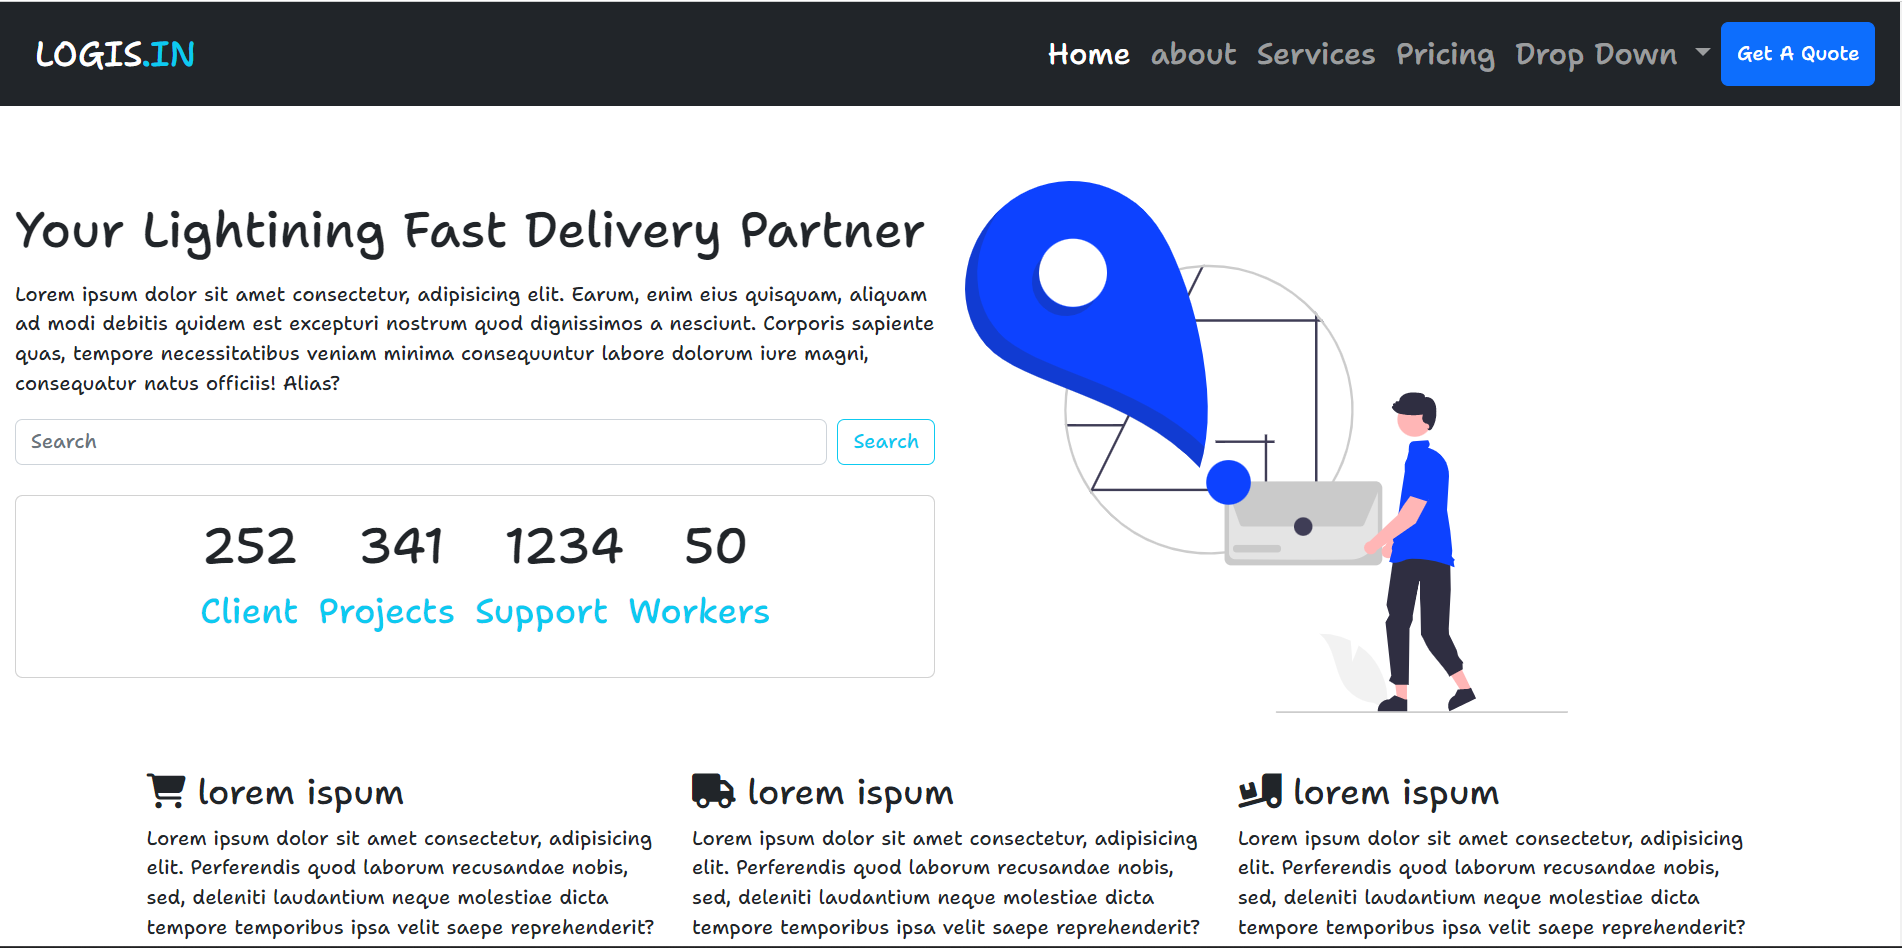 LOGIS.IN
Home about Services Pricing Drop Down Get A Quote
Your Lightining Fast Delivery Partner
Lorem ipsum dolor sit amet consectetur, adipisicing elit. Earum, enim eius quisquam, aliquam
ad modi debitis quidem est excepturi nostrum quod dignissimos a nesciunt. Corporis sapiente
quas, tempore necessitatibus veniam minima consequuntur labore dolorum iure magni,
consequatur natus officiis! Alias?
Search Search
252 341 1234 50
Client Projects Support Workers
lorem ispum
Lorem ipsum dolor sit amet consectetur, adipisicing
elit. Perferendis quod laborum recusandae nobis,
sed, deleniti laudantium neque molestiae dicta
tempore temporibus ipsa velit saepe reprehenderit?
lorem ispum
Lorem ipsum dolor sit amet consectetur, adipisicing
elit. Perferendis quod laborum recusandae nobis,
sed, deleniti laudantium neque molestiae dicta
tempore temporibus ipsa velit saepe reprehenderit?
lorem ispum
Lorem ipsum dolor sit amet consectetur, adipisicing
elit. Perferendis quod laborum recusandae nobis,
sed, deleniti laudantium neque molestiae dicta
tempore temporibus ipsa velit saepe reprehenderit?